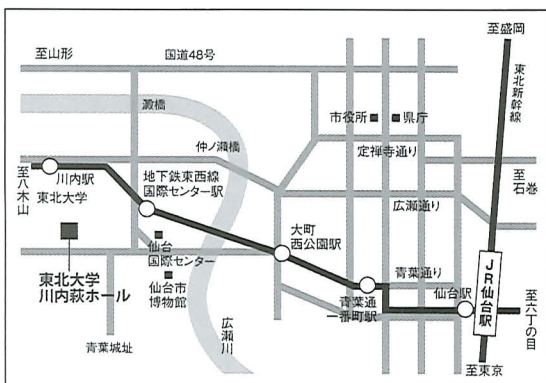 至盛岡
至山形
国道48号
東北新幹線
澱橋
市役所
県庁
仲ノ瀬橋
定禅寺通り
至八木山
川内駅
地下鉄東西線
国際センター駅
至石巻
東北大学
広瀬通り
大町
西公園駅
仙台
国際センター
東北大学
川内萩ホール
仙台市
博物館
青葉通り
仙台駅
JR仙台駅
青葉通
一番町駅
至六丁の目
広瀬川
青葉城址
至東京